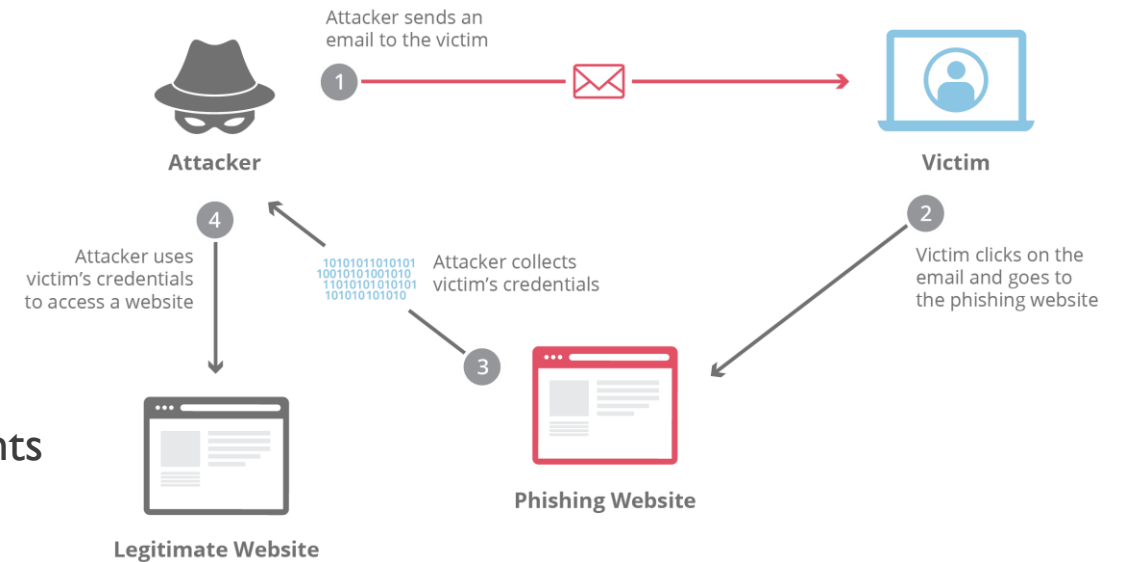 Attacker sends an
email to the victim
1
Attacker
Victim
4
2
Attacker uses
victim's credentials
to access a website
10101011010101
10010101001010
11010101010101
101010101010
Attacker collects
victim's credentials
Victim clicks on the
email and goes to
the phishing website
3
nts
Phishing Website
Legitimate Website